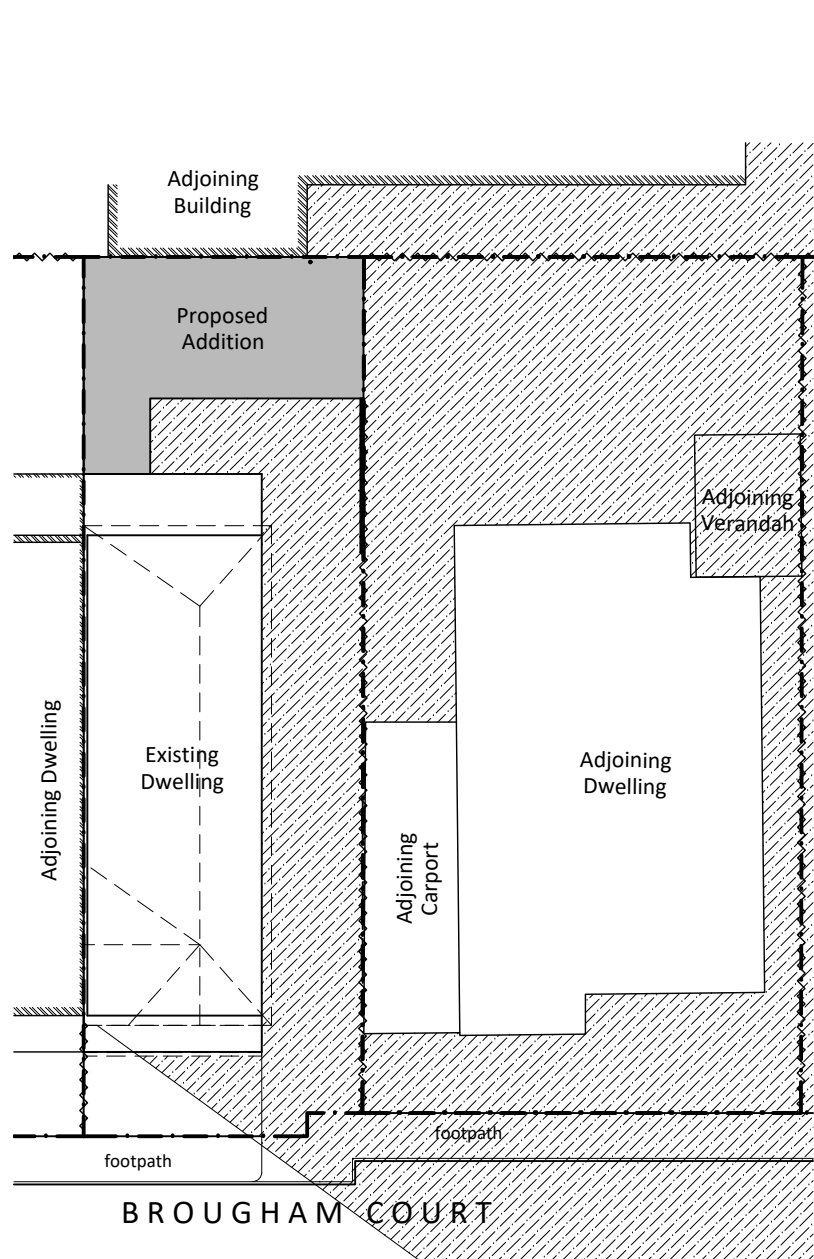 Adjoining
Building
Proposed
Addition
Adjoining
Verandah
Adjoining Dwelling
Existing
Dwelling
Adjoining
Carport
Adjoining
Dwelling
footpath
footpath
BROUGHAM COURT